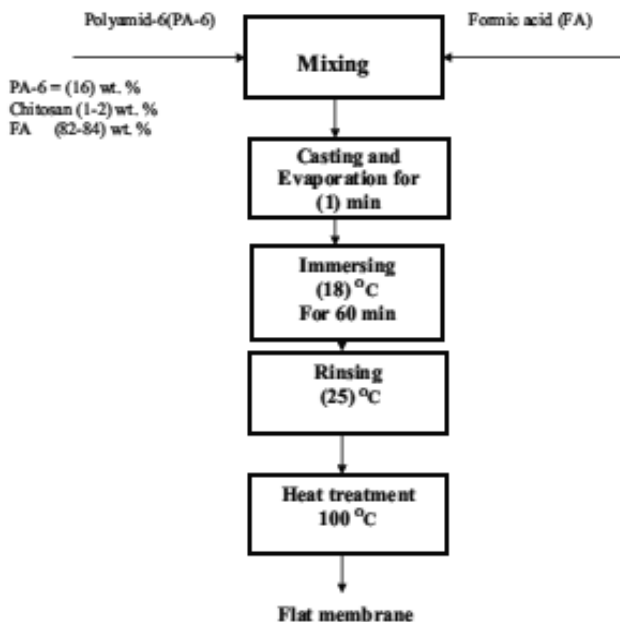 Polyamid-6(PA-6)
Formic acid (FA)
Mixing
PA-6 = (16) wt. %
Chitosan (1-2) wt. %
FA (82-84) wt. %
Casting and
Evaporation for
(1) min
Immersing
(18) °C
For 60 min
Rinsing
(25) °C
Heat treatment
100 °C
Flat membrane